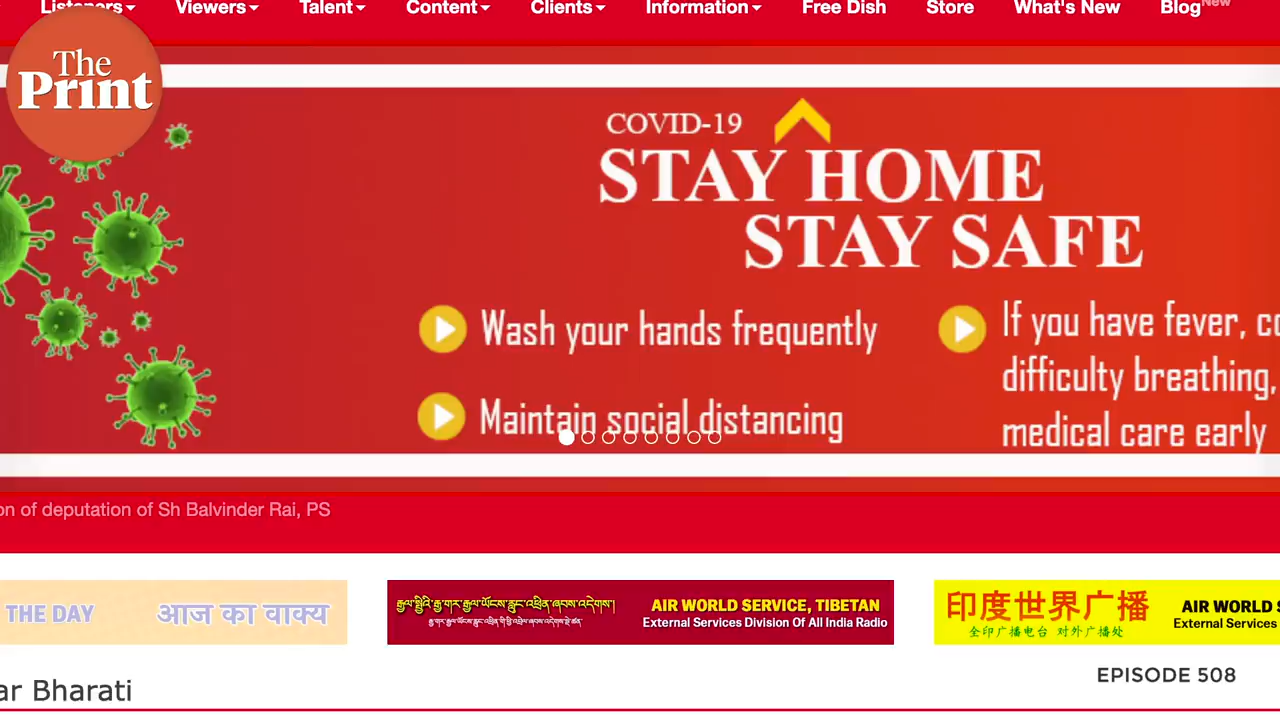 Listeners Viewers Talent Content Clients Information Free Dish Store What's New Blog New
The
Print
COVID-19
STAY HOME
STAY SAFE
Wash your hands frequently
Maintain social distancing
If you have fever, co
difficulty breathing,
medical care early
on of deputation of Sh Balvinder Rai, PS
THE DAY आज का वाक्य
AIR WORLD SERVICE, TIBETAN
External Services Division Of All India Radio
印度世界广播
全印广播电台 对外广播处
AIR WORLD S
External Services
EPISODE 508
ar Bharati